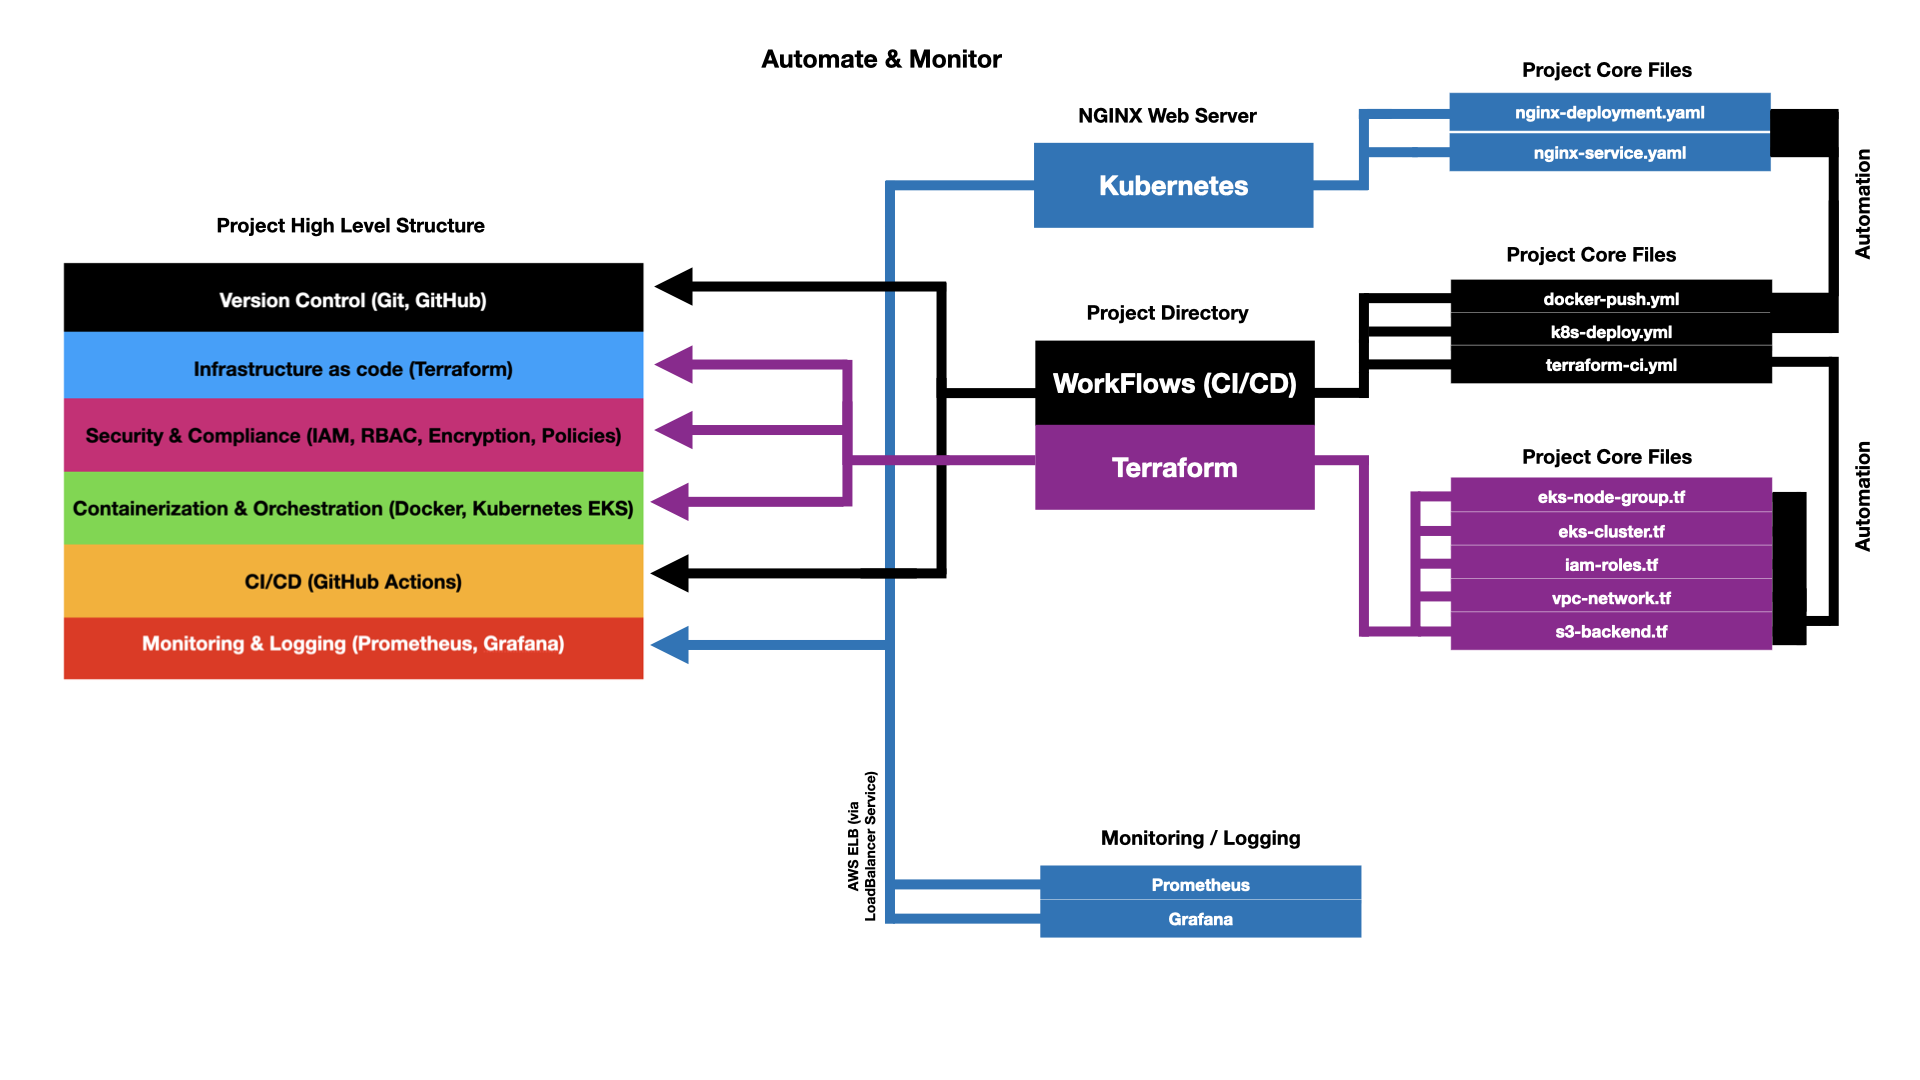 Automate & Monitor
Project High Level Structure
Version Control (Git, GitHub)
Infrastructure as code (Terraform)
Security & Compliance (IAM, RBAC, Encryption, Policies)
Containerization & Orchestration (Docker, Kubernetes EKS)
CI/CD (GitHub Actions)
Monitoring & Logging (Prometheus, Grafana)
NGINX Web Server
Kubernetes
Project Directory
WorkFlows (CI/CD)
Terraform
Project Core Files
nginx-deployment.yaml
nginx-service.yaml
Automation
Project Core Files
docker-push.yml
k8s-deploy.yml
terraform-ci.yml
Automation
Project Core Files
eks-node-group.tf
eks-cluster.tf
iam-roles.tf
vpc-network.tf
s3-backend.tf
AWS ELB (via
LoadBalancer Service)
Monitoring / Logging
Prometheus
Grafana